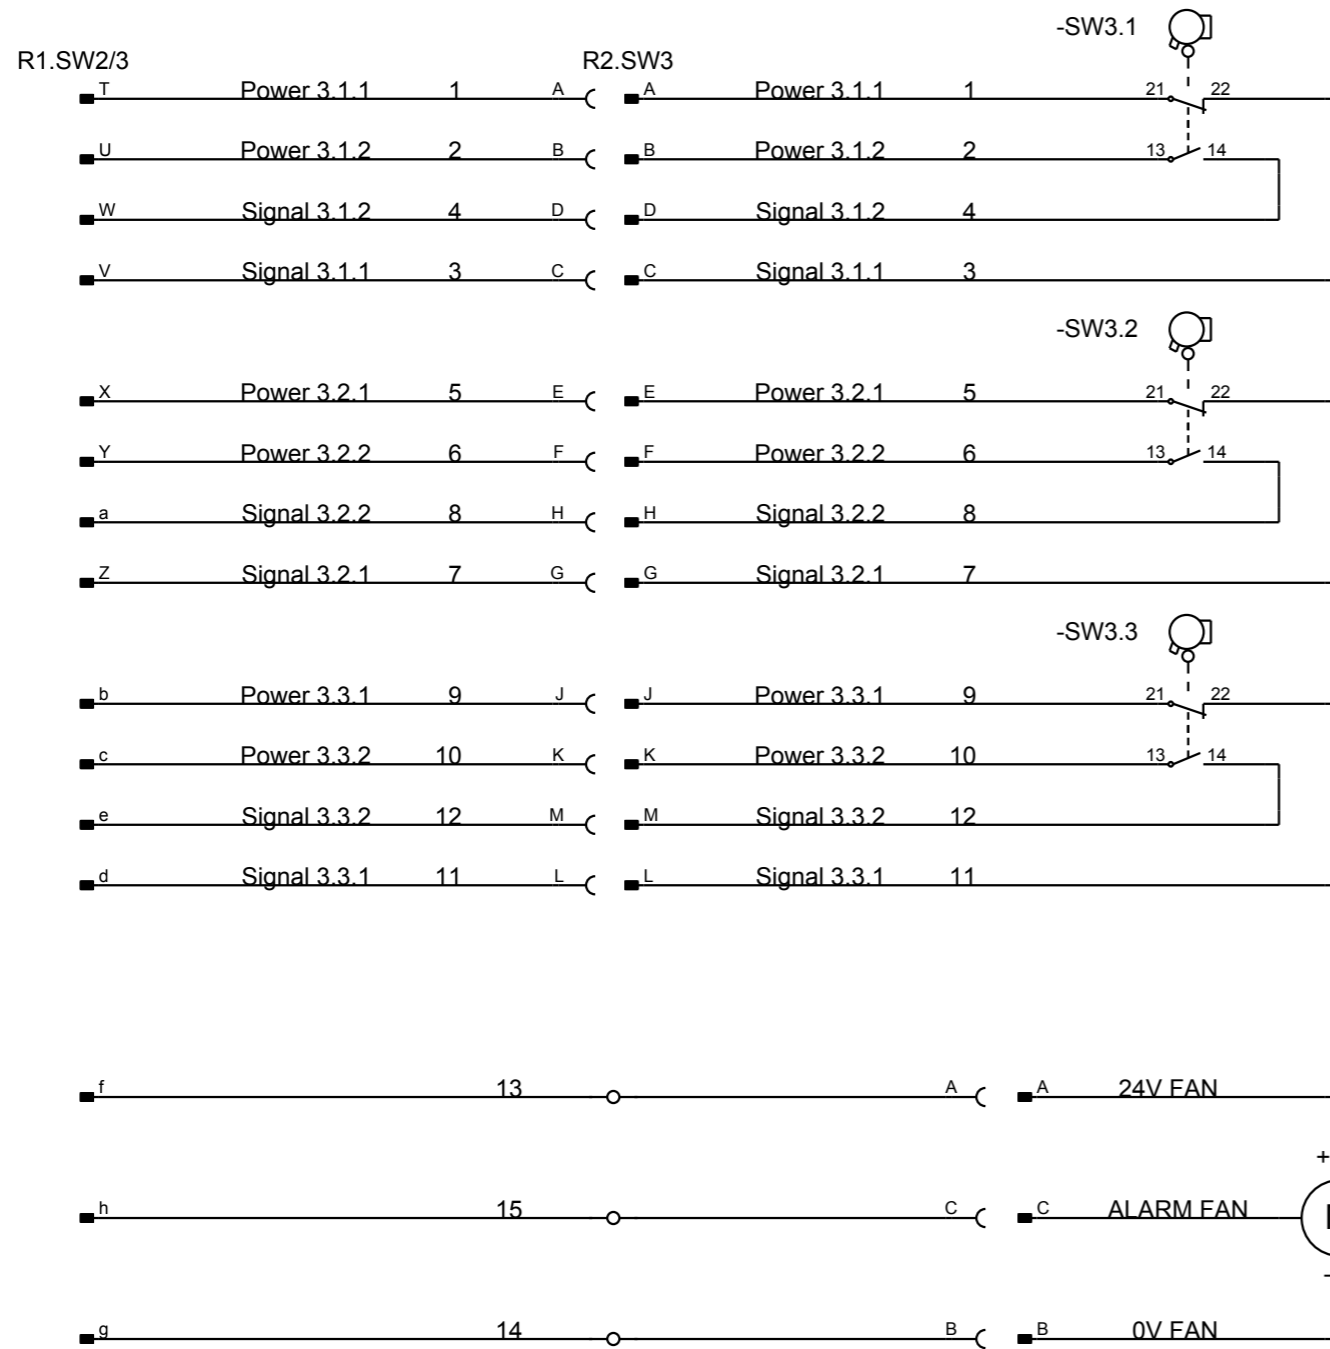 -SW3.1
R1.SW2/3 R2.SW3
T Power 3.1.1 1 A A Power 3.1.1 1 21 22
U Power 3.1.2 2 B B Power 3.1.2 2 13 14
W Signal 3.1.2 4 D D Signal 3.1.2 4
V Signal 3.1.1 3 C C Signal 3.1.1 3
-SW3.2
X Power 3.2.1 5 E E Power 3.2.1 5 21 22
Y Power 3.2.2 6 F F Power 3.2.2 6 13 14
a Signal 3.2.2 8 H H Signal 3.2.2 8
Z Signal 3.2.1 7 G G Signal 3.2.1 7
-SW3.3
b Power 3.3.1 9 J J Power 3.3.1 9 21 22
c Power 3.3.2 10 K K Power 3.3.2 10 13 14
e Signal 3.3.2 12 M M Signal 3.3.2 12
d Signal 3.3.1 11 L L Signal 3.3.1 11
f 13 A A 24V FAN
+
h 15 C C ALARM FAN
-
g 14 B B 0V FAN